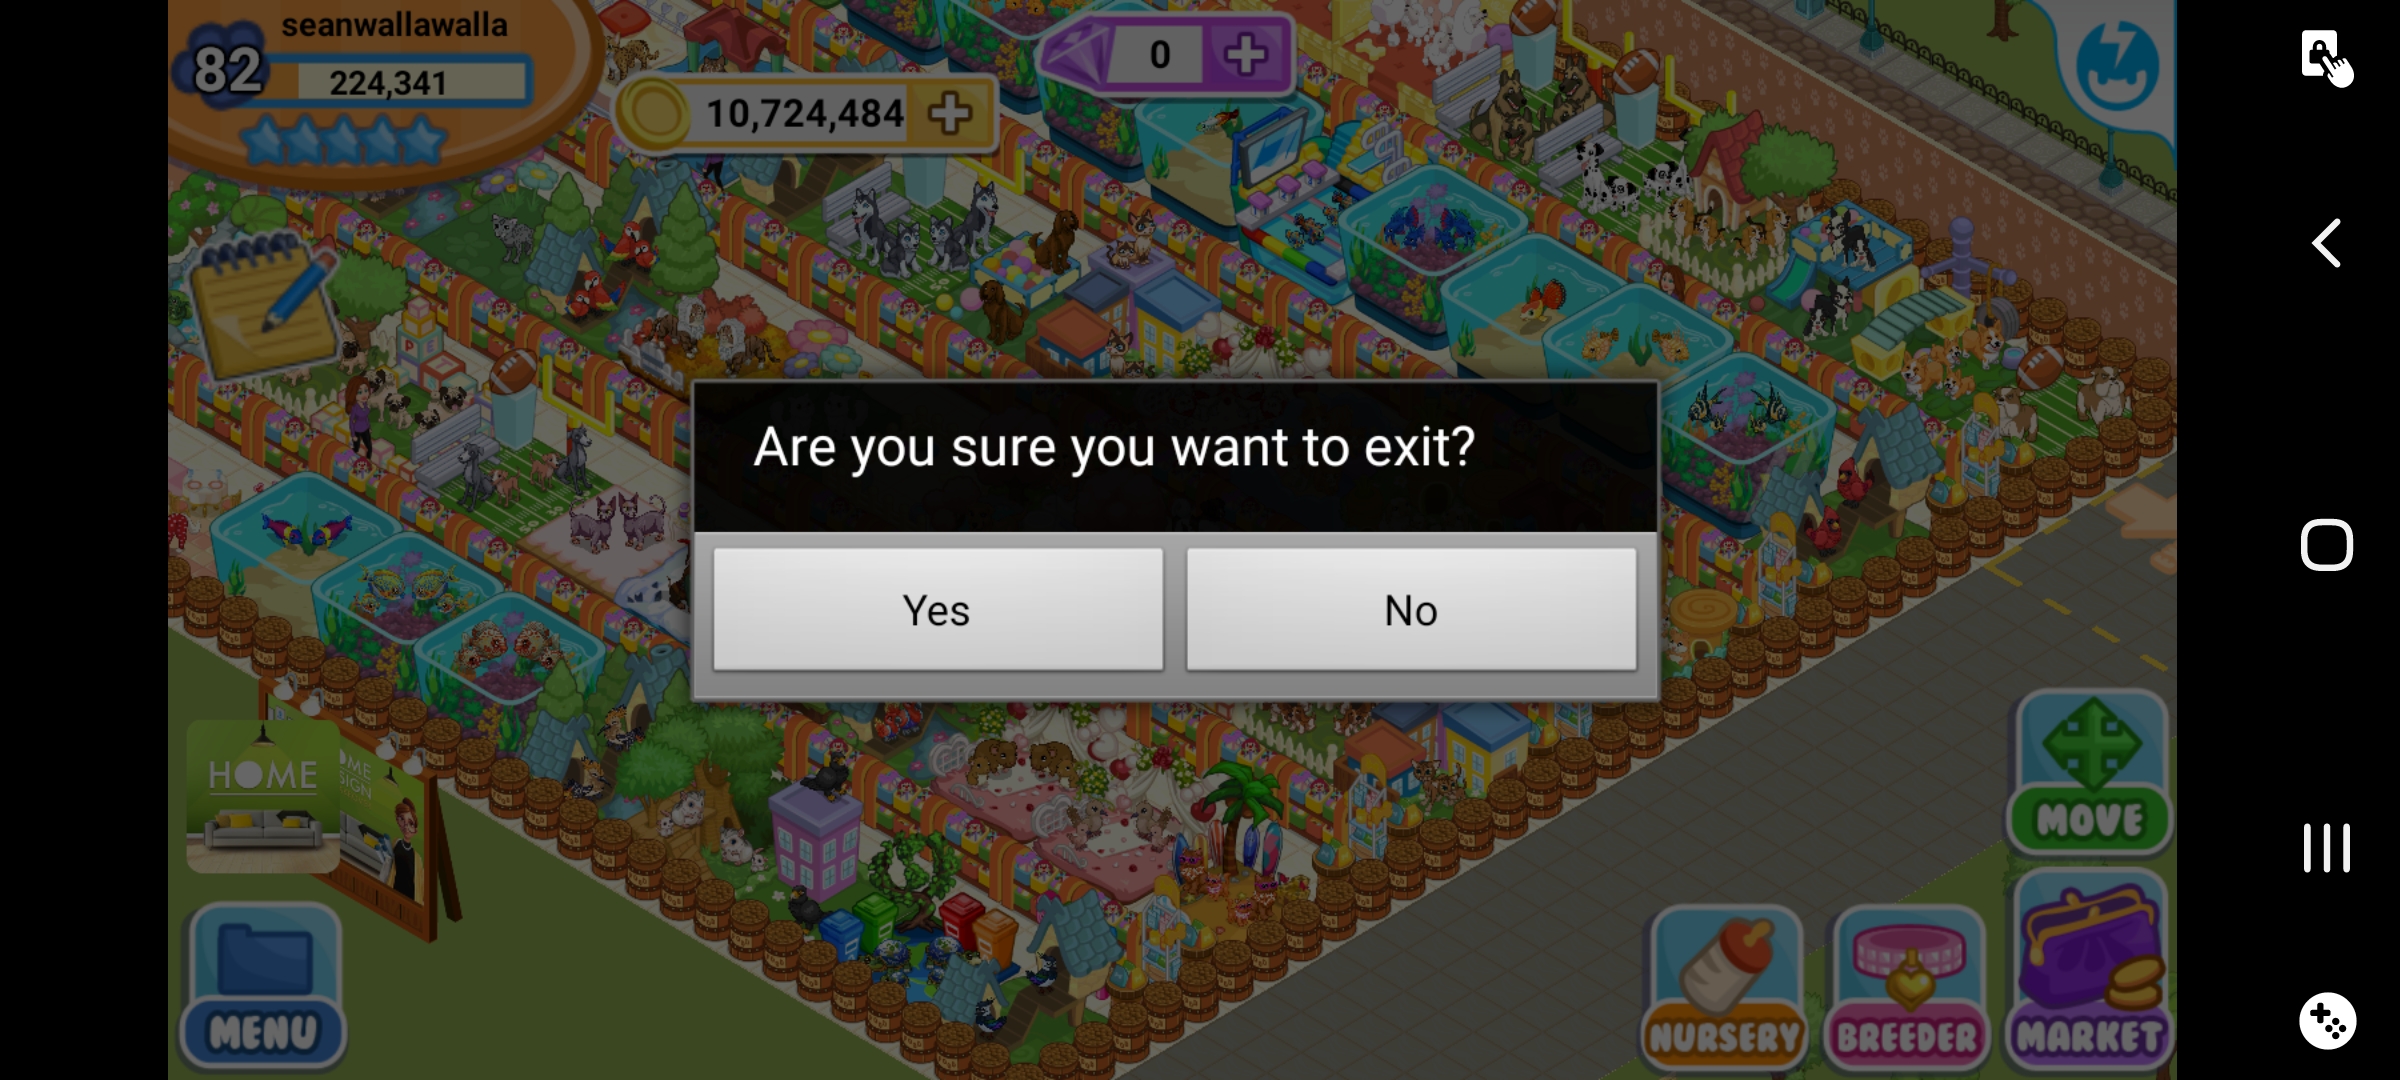 seanwallawalla
82
224,341
10,724,484
0
Are you sure you want to exit?
Yes
No
HOME
MENU
MOVE
NURSERY
BREEDER
MARKET